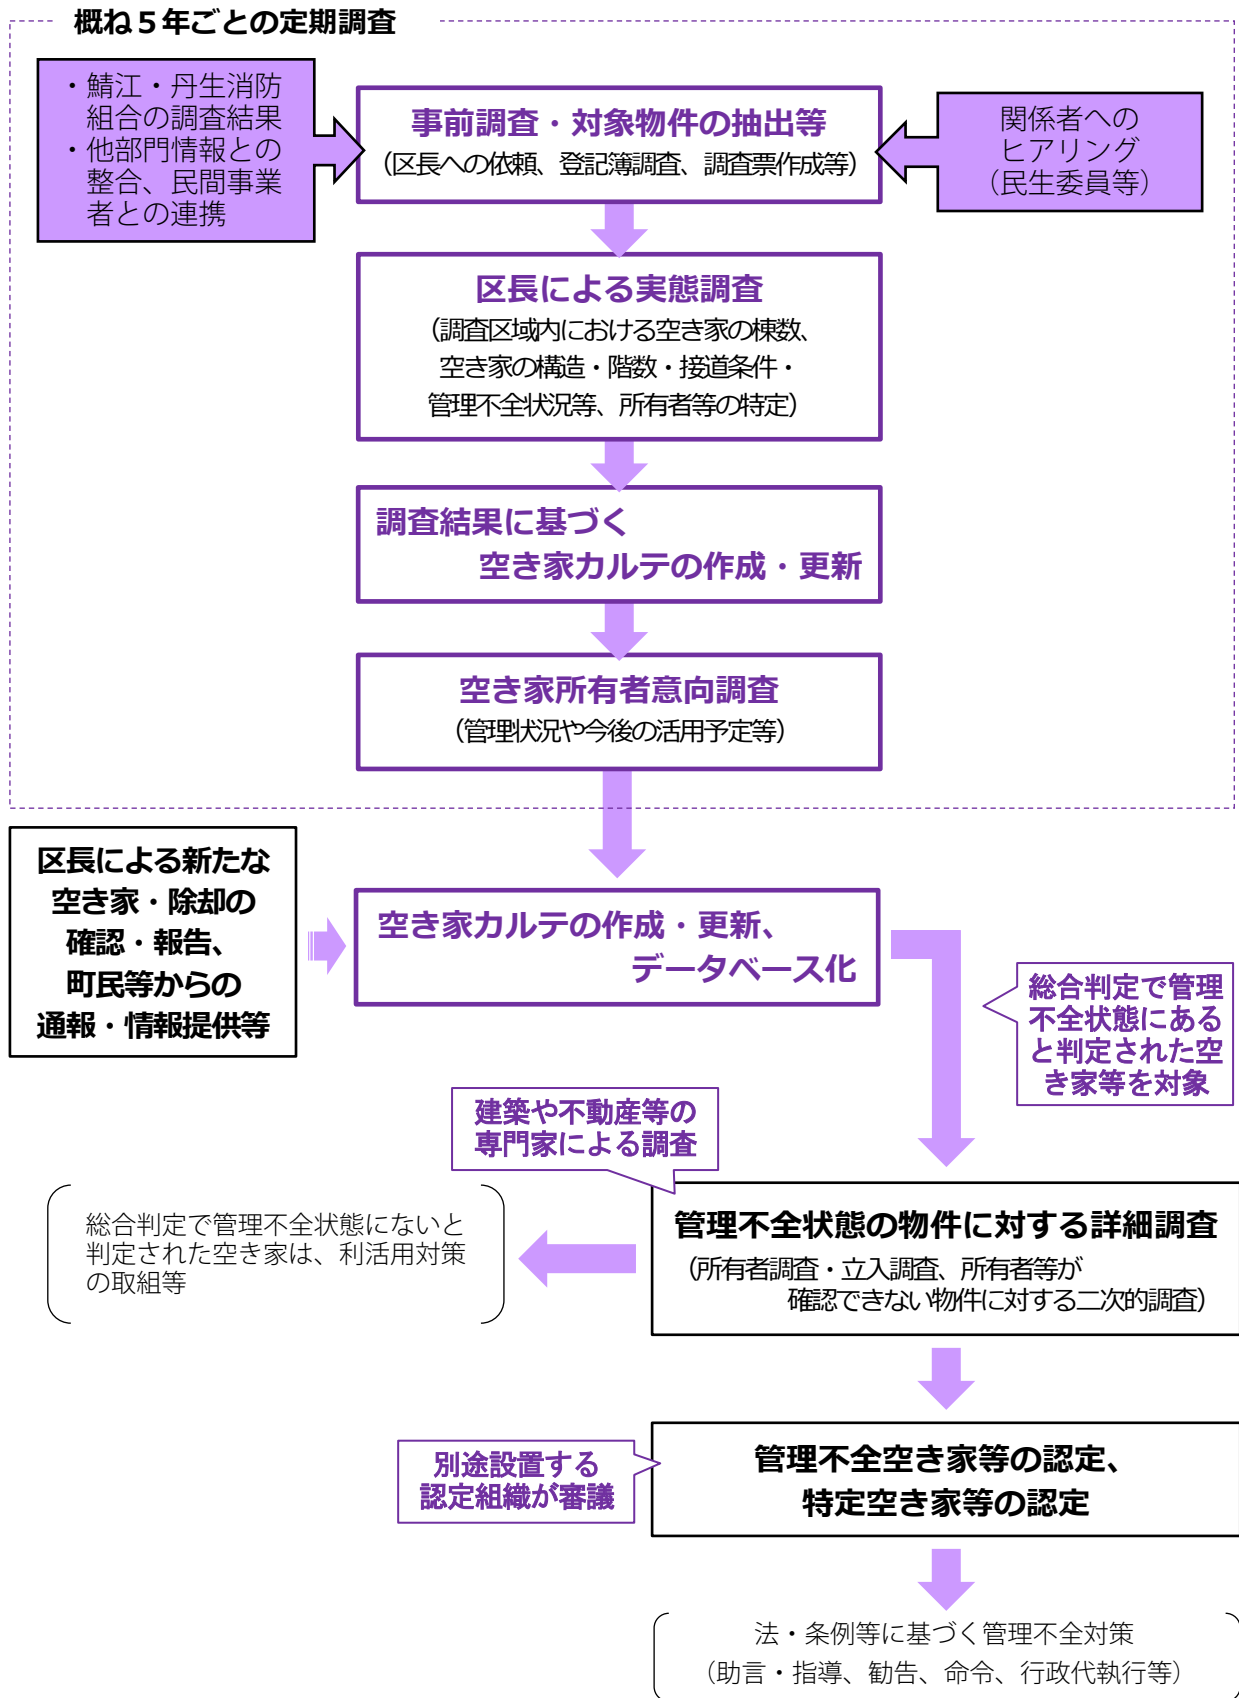 概ね５年ごとの定期調査
・鯖江・丹生消防
組合の調査結果
・他部門情報との
整合、民間事業
者との連携
事前調査・対象物件の抽出等
（区長への依頼、登記簿調査、調査票作成等）
関係者への
ヒアリング
（民生委員等）
区長による実態調査
（調査区域内における空き家の棟数、
空き家の構造・階数・接道条件・
管理不全状況等、所有者等の特定）
調査結果に基づく
空き家カルテの作成・更新
空き家所有者意向調査
（管理状況や今後の活用予定等）
区長による新たな
空き家・除却の
確認・報告、
町民等からの
通報・情報提供等
空き家カルテの作成・更新、
データベース化
総合判定で管理
不全状態にある
と判定された空
き家等を対象
建築や不動産等の
専門家による調査
総合判定で管理不全状態にないと
判定された空き家は、利活用対策
の取組等
管理不全状態の物件に対する詳細調査
（所有者調査・立入調査、所有者等が
確認できない物件に対する二次的調査）
別途設置する
認定組織が審議
管理不全空き家等の認定、
特定空き家等の認定
法・条例等に基づく管理不全対策
（助言・指導、勧告、命令、行政代執行等）